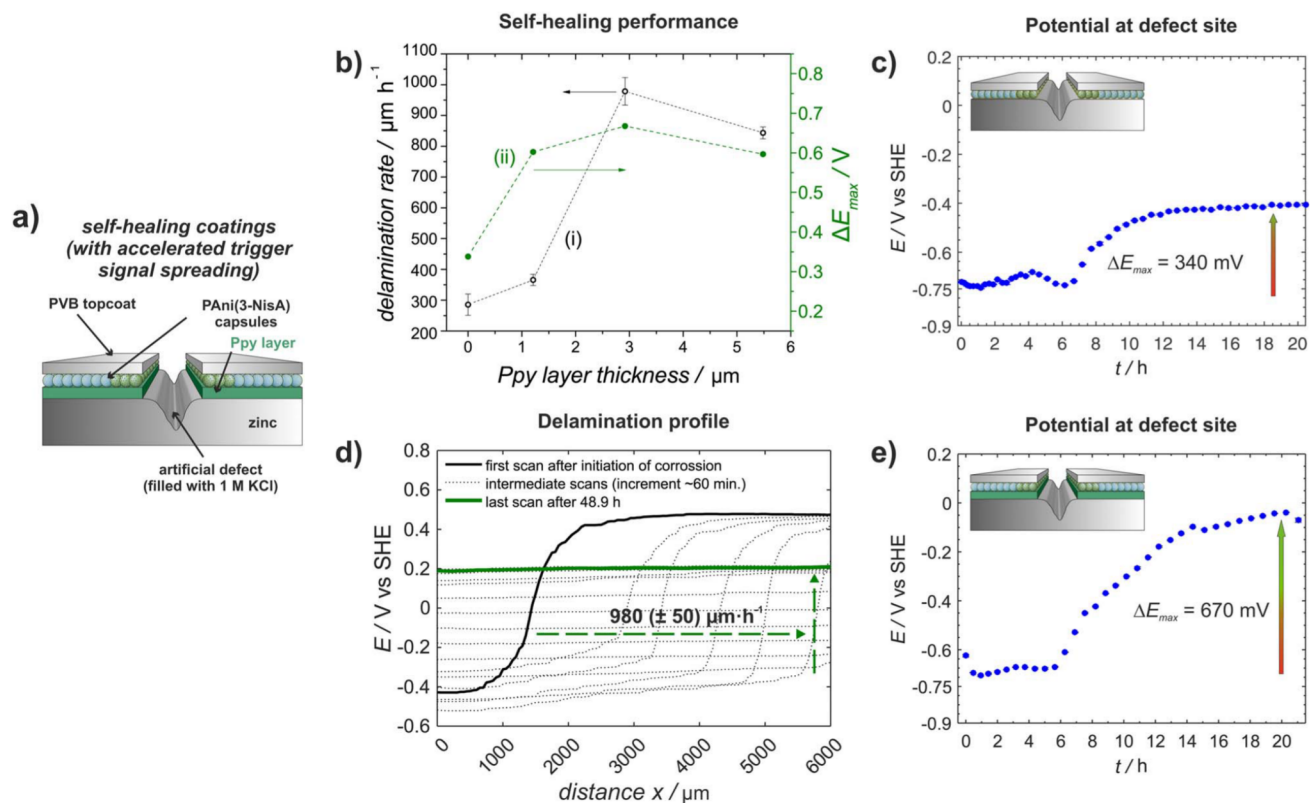 a)
self-healing coatings
(with accelerated trigger
signal spreading)
PVB topcoat
PAni(3-NisA)
capsules
Ppy layer
zinc
artificial defect
(filled with 1 M KCl)
Self-healing performance
b)
1100
1000
900
800
700
600
500
400
300
200
delamination rate / µm h⁻¹
0.8
0.7
0.6
0.5
0.4
0.3
0.2
ΔEmax / V
(ii)
(i)
0 1 2 3 4 5 6
Ppy layer thickness / µm
Potential at defect site
c)
0.2
0
-0.2
-0.4
-0.6
-0.75
-0.9
E / V vs SHE
ΔEmax = 340 mV
0 2 4 6 8 10 12 14 16 18 20
t / h
Delamination profile
d)
0.8
0.6
0.4
0.2
0
-0.2
-0.4
-0.6
E / V vs SHE
first scan after initiation of corrossion
intermediate scans (increment ~60 min.)
last scan after 48.9 h
980 (± 50) µm·h⁻¹
0 1000 2000 3000 4000 5000 6000
distance x / µm
Potential at defect site
e)
0.2
0
-0.2
-0.4
-0.6
-0.75
-0.9
E / V vs SHE
ΔEmax = 670 mV
0 2 4 6 8 10 12 14 16 18 20
t / h